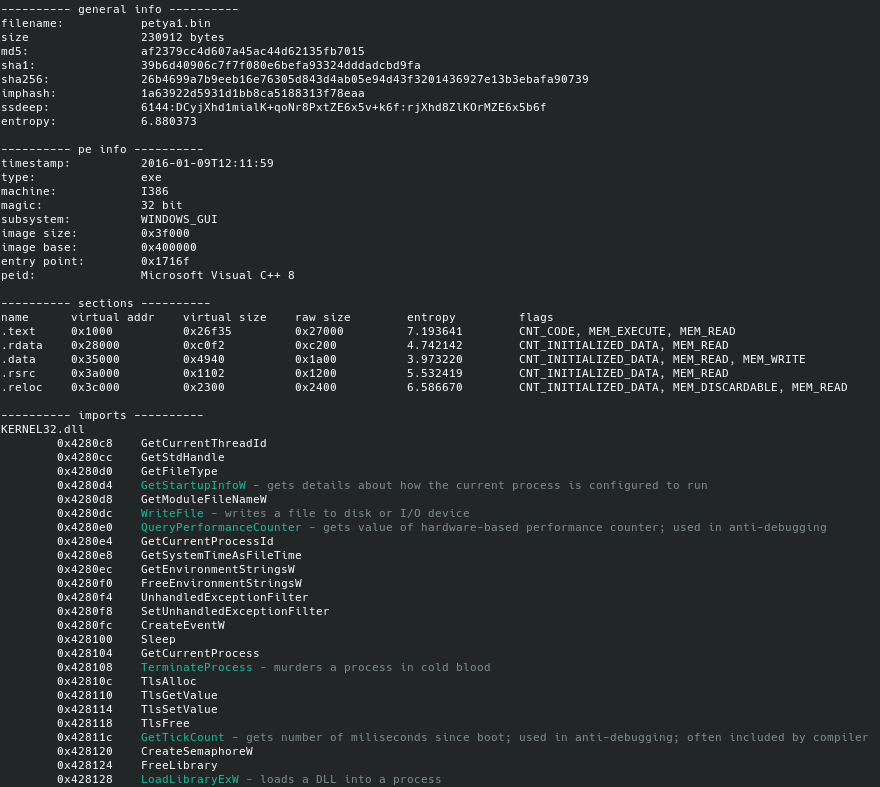 ---------- general info ----------
filename: petya1.bin
size 230912 bytes
md5: af2379cc4d607a45ac44d62135fb7015
sha1: 39b6d40906c7f7f080e6befa93324dddadcbd9fa
sha256: 26b4699a7b9eeb16e76305d843d4ab05e94d43f3201436927e13b3ebafa90739
imphash: 1a63922d5931d1bb8ca5188313f78eaa
ssdeep: 6144:DCyjXhd1mialK+qoNr8PxtZE6x5v+k6f:rjXhd8ZlKOrMZE6x5b6f
entropy: 6.880373
---------- pe info ----------
timestamp: 2016-01-09T12:11:59
type: exe
machine: I386
magic: 32 bit
subsystem: WINDOWS_GUI
image size: 0x3f000
image base: 0x400000
entry point: 0x1716f
peid: Microsoft Visual C++ 8
---------- sections ----------
name virtual addr virtual size raw size entropy flags
.text 0x1000 0x26f35 0x27000 7.193641 CNT_CODE, MEM_EXECUTE, MEM_READ
.rdata 0x28000 0xc0f2 0xc200 4.742142 CNT_INITIALIZED_DATA, MEM_READ
.data 0x35000 0x4940 0x1a00 3.973220 CNT_INITIALIZED_DATA, MEM_READ, MEM_WRITE
.rsrc 0x3a000 0x1102 0x1200 5.532419 CNT_INITIALIZED_DATA, MEM_READ
.reloc 0x3c000 0x2300 0x2400 6.586670 CNT_INITIALIZED_DATA, MEM_DISCARDABLE, MEM_READ
---------- imports ----------
KERNEL32.dll
0x4280c8 GetCurrentThreadId
0x4280cc GetStdHandle
0x4280d0 GetFileType
0x4280d4 GetStartupInfoW - gets details about how the current process is configured to run
0x4280d8 GetModuleFileNameW
0x4280dc WriteFile - writes a file to disk or I/O device
0x4280e0 QueryPerformanceCounter - gets value of hardware-based performance counter; used in anti-debugging
0x4280e4 GetCurrentProcessId
0x4280e8 GetSystemTimeAsFileTime
0x4280ec GetEnvironmentStringsW
0x4280f0 FreeEnvironmentStringsW
0x4280f4 UnhandledExceptionFilter
0x4280f8 SetUnhandledExceptionFilter
0x4280fc CreateEventW
0x428100 Sleep
0x428104 GetCurrentProcess
0x428108 TerminateProcess - murders a process in cold blood
0x42810c TlsAlloc
0x428110 TlsGetValue
0x428114 TlsSetValue
0x428118 TlsFree
0x42811c GetTickCount - gets number of miliseconds since boot; used in anti-debugging; often included by compiler
0x428120 CreateSemaphoreW
0x428124 FreeLibrary
0x428128 LoadLibraryExW - loads a DLL into a process